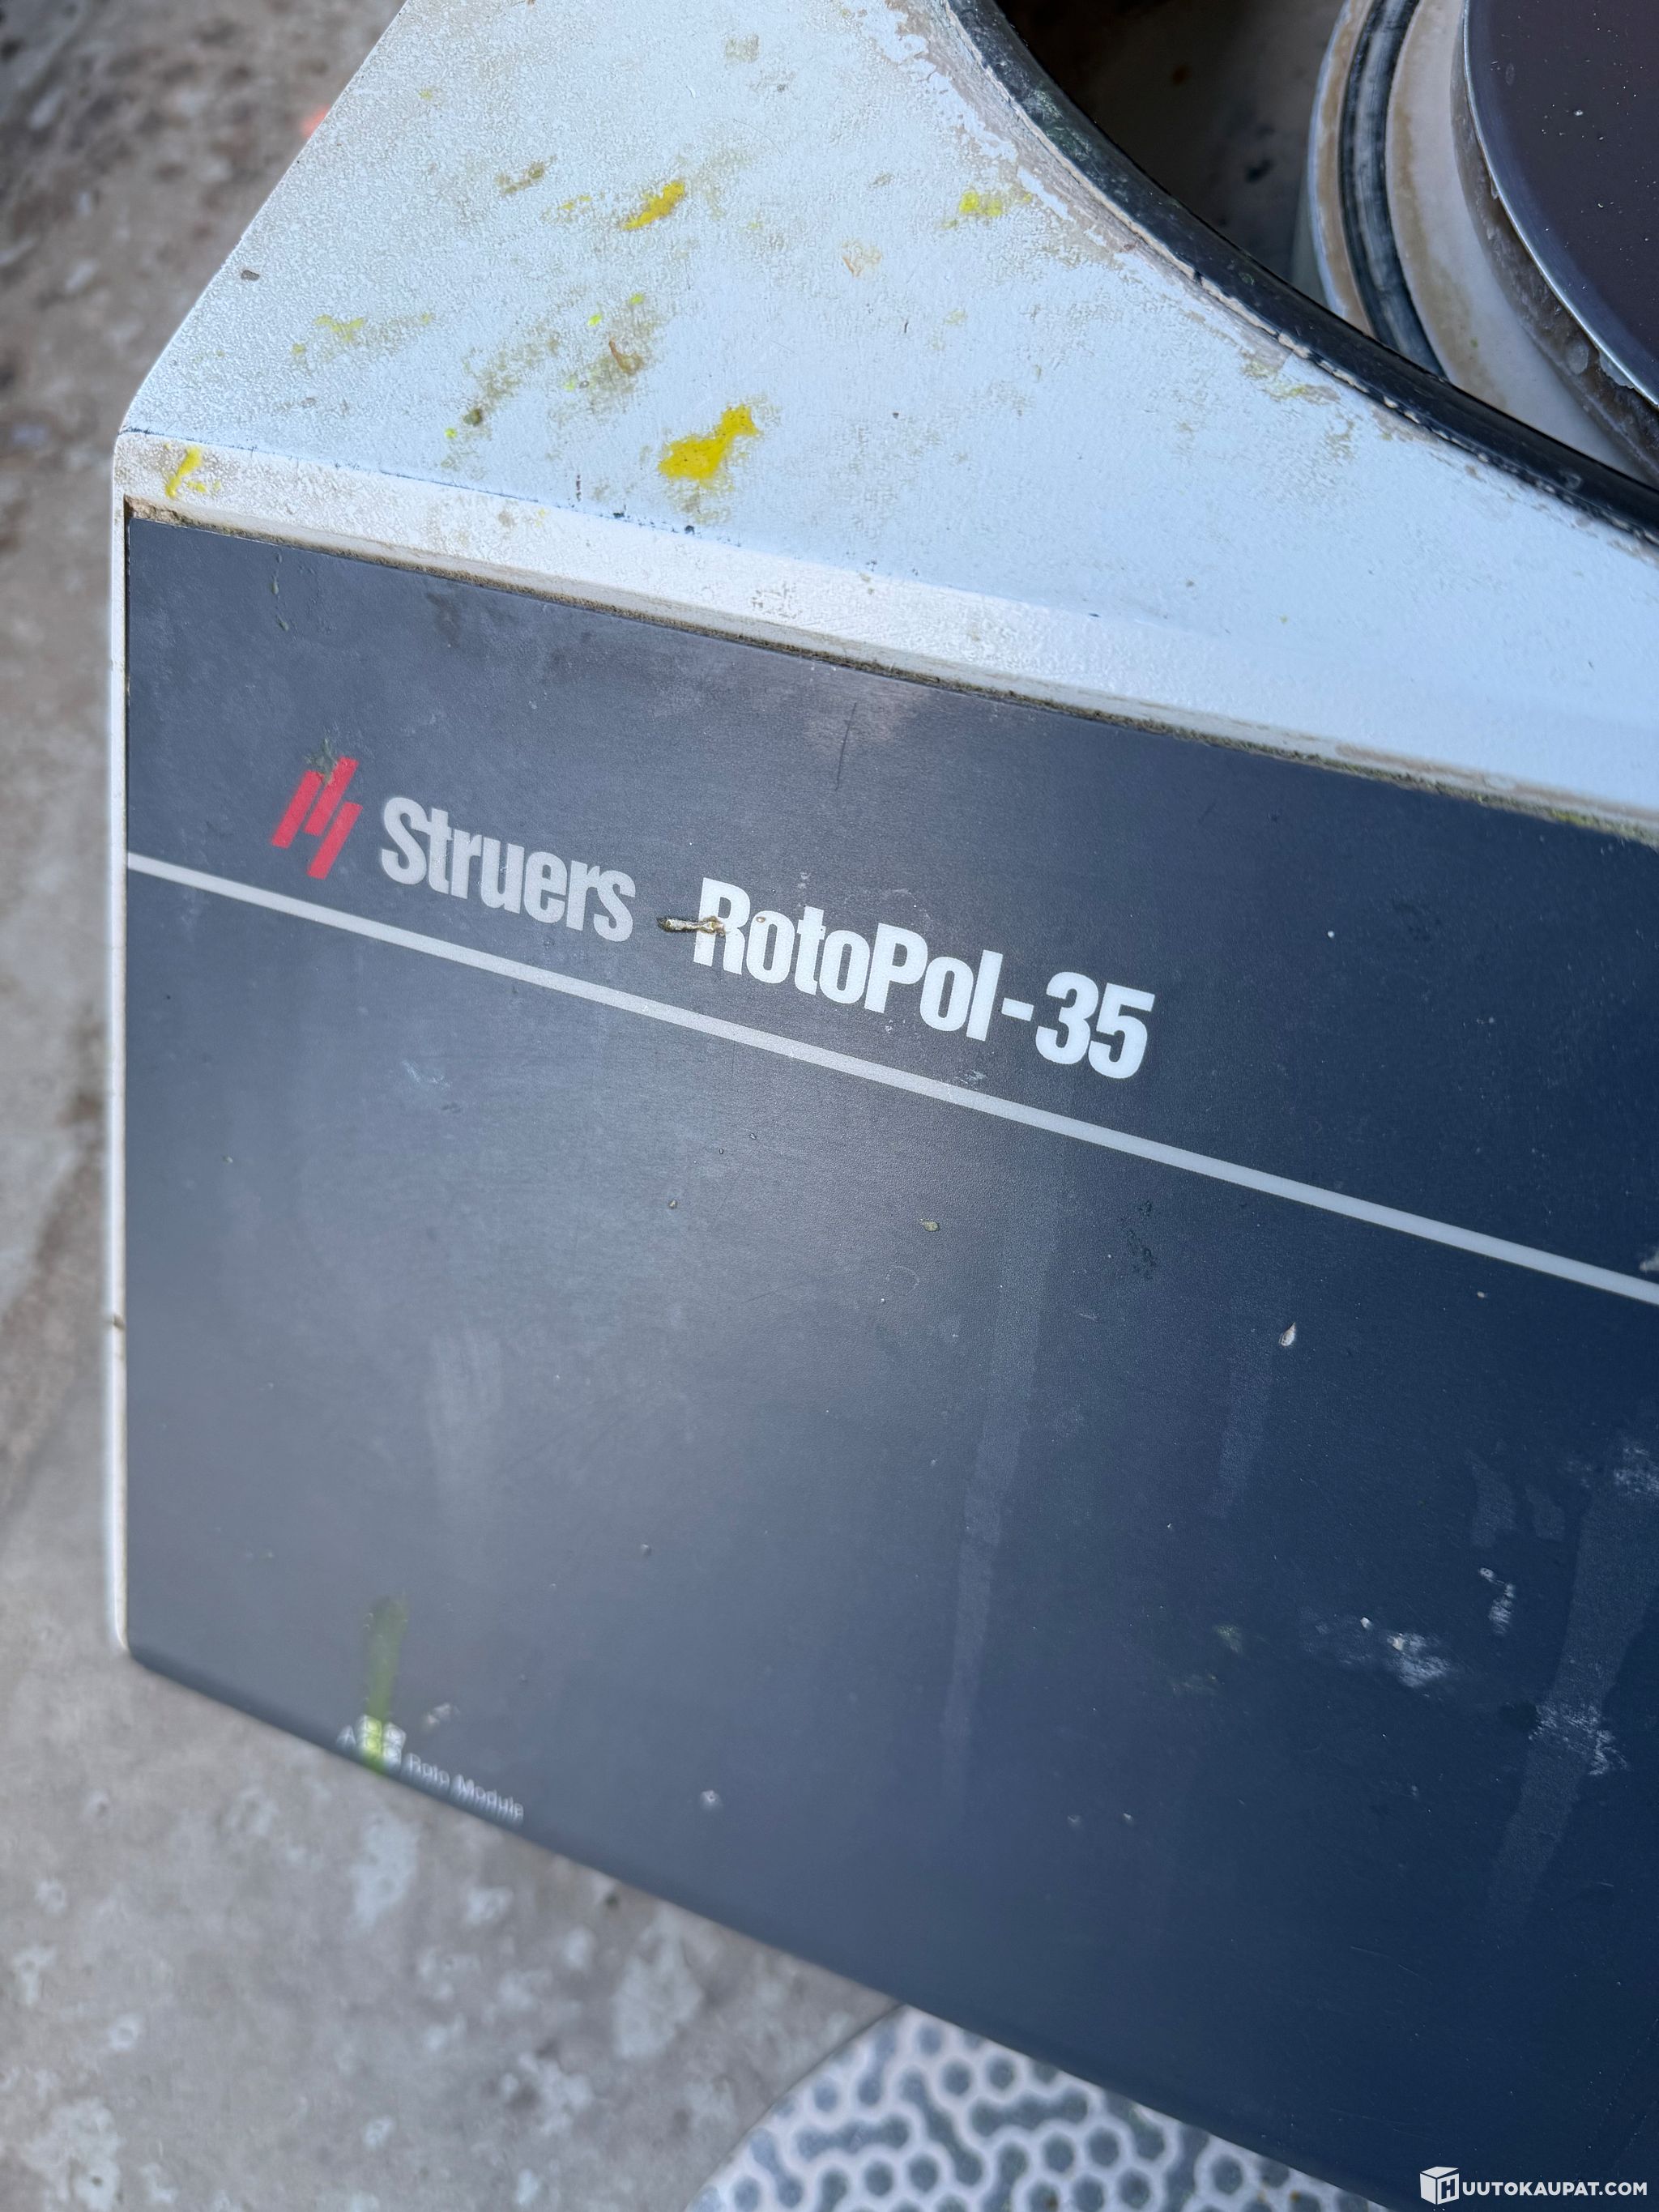 Struers RotoPol-35
A Roto Module
HUUTOKAUPAT.COM